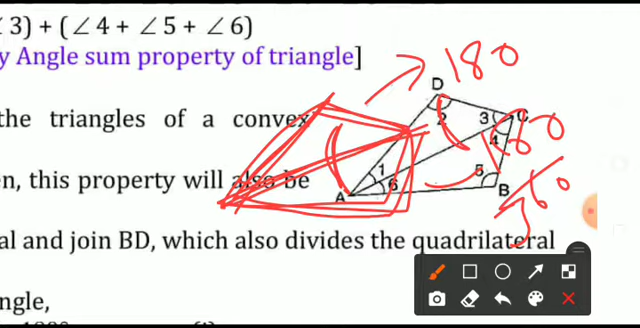 ∠ 3) + (∠ 4 + ∠ 5 + ∠ 6)
y Angle sum property of triangle]
180
D
the triangles of a convex
2
3
C
4
180
n, this property will also be
1
6
5
A
B
360
al and join BD, which also divides the quadrilateral
ngle,